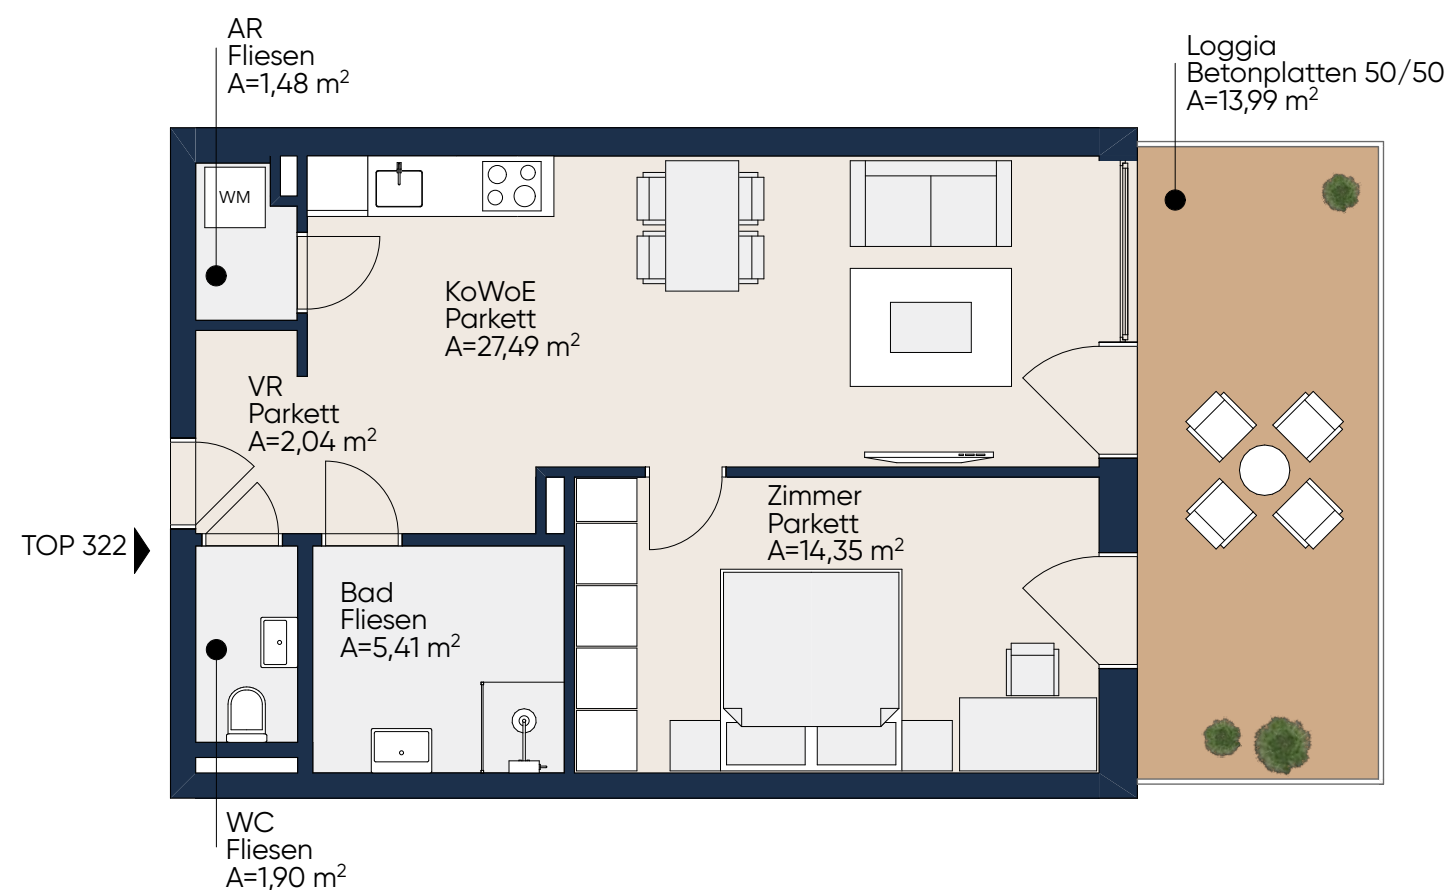 AR
Fliesen
A=1,48 m²
Loggia
Betonplatten 50/50
A=13,99 m²
WM
KoWoE
Parkett
A=27,49 m²
VR
Parkett
A=2,04 m²
Zimmer
Parkett
A=14,35 m²
TOP 322
Bad
Fliesen
A=5,41 m²
WC
Fliesen
A=1,90 m²